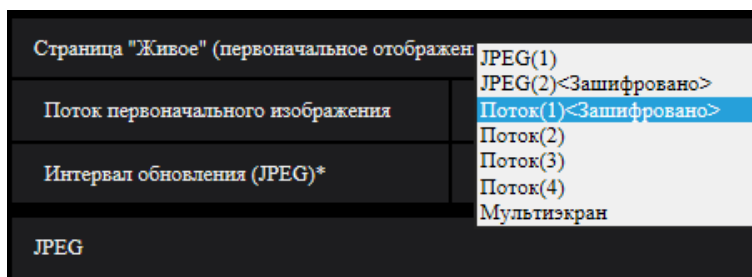 Страница "Живое" (первоначальное отображен
JPEG(1)
JPEG(2)<Зашифровано>
Поток первоначального изображения
Поток(1)<Зашифровано>
Поток(2)
Поток(3)
Интервал обновления (JPEG)*
Поток(4)
Мультиэкран
JPEG